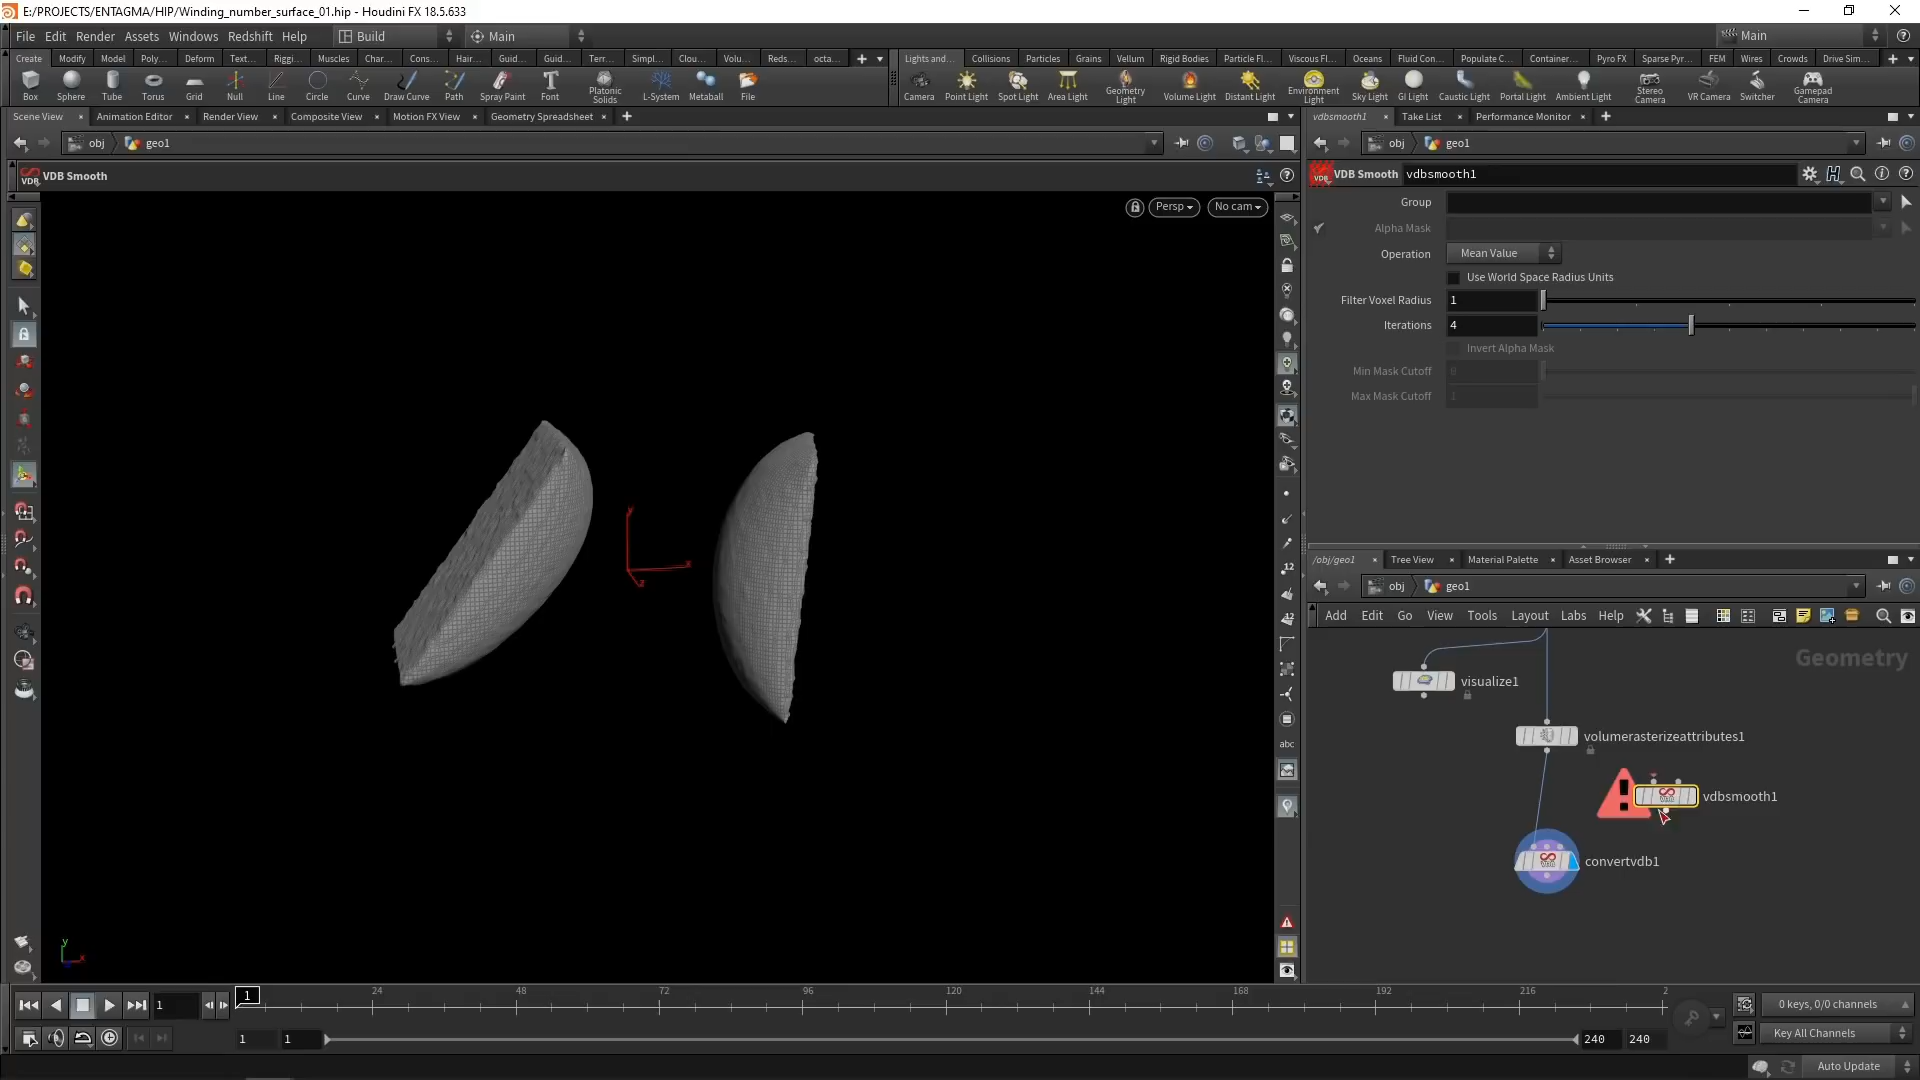 E:/PROJECTS/ENTAGMA/HIP/Winding_number_surface_01.hip - Houdini FX 18.5.633
File Edit Render Assets Windows Redshift Help Build Main Main
Create Modify Model Poly... Deform Text... Riggi... Muscles Char... Cons... Hair... Guid... Guid... Terr... Simpl... Clou... Volu... Reds... octa...
Lights and... Collisions Particles Grains Vellum Rigid Bodies Particle Fl... Viscous Fl... Oceans Fluid Con... Populate C... Container... Pyro FX Sparse Pyr... FEM Wires Crowds Drive Sim...
Box Sphere Tube Torus Grid Null Line Circle Curve Draw Curve Path Spray Paint Font Platonic Solids L-System Metaball File
Camera Point Light Spot Light Area Light Geometry Light Volume Light Distant Light Environment Light Sky Light GI Light Caustic Light Portal Light Ambient Light Stereo Camera VR Camera Switcher Gamepad Camera
Scene View Animation Editor Render View Composite View Motion FX View Geometry Spreadsheet
vdbsmooth1 Take List Performance Monitor
obj geo1
obj geo1
VDB Smooth
VDB Smooth vdbsmooth1
Persp No cam
Group
Alpha Mask
Operation Mean Value
Use World Space Radius Units
Filter Voxel Radius 1
Iterations 4
Invert Alpha Mask
Min Mask Cutoff 0
Max Mask Cutoff 1
y
x
z
/obj/geo1 Tree View Material Palette Asset Browser
obj geo1
Add Edit Go View Tools Layout Labs Help
Geometry
visualize1
volumerasterizeattributes1
vdbsmooth1
convertvdb1
12
12
abc
y
x
1 1 24 48 72 96 120 144 168 192 216 2
0 keys, 0/0 channels
1 1 240 240
Key All Channels
Auto Update